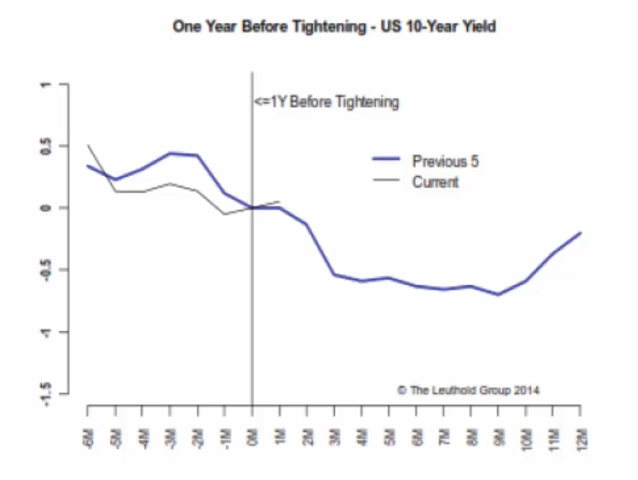 One Year Before Tightening - US 10-Year Yield
<=1Y Before Tightening
Previous 5
Current
1
0.5
0
-0.5
-1
-1.5
© The Leuthold Group 2014
-6M -5M -4M -3M -2M -1M 0M 1M 2M 3M 4M 5M 6M 7M 8M 9M 10M 11M 12M